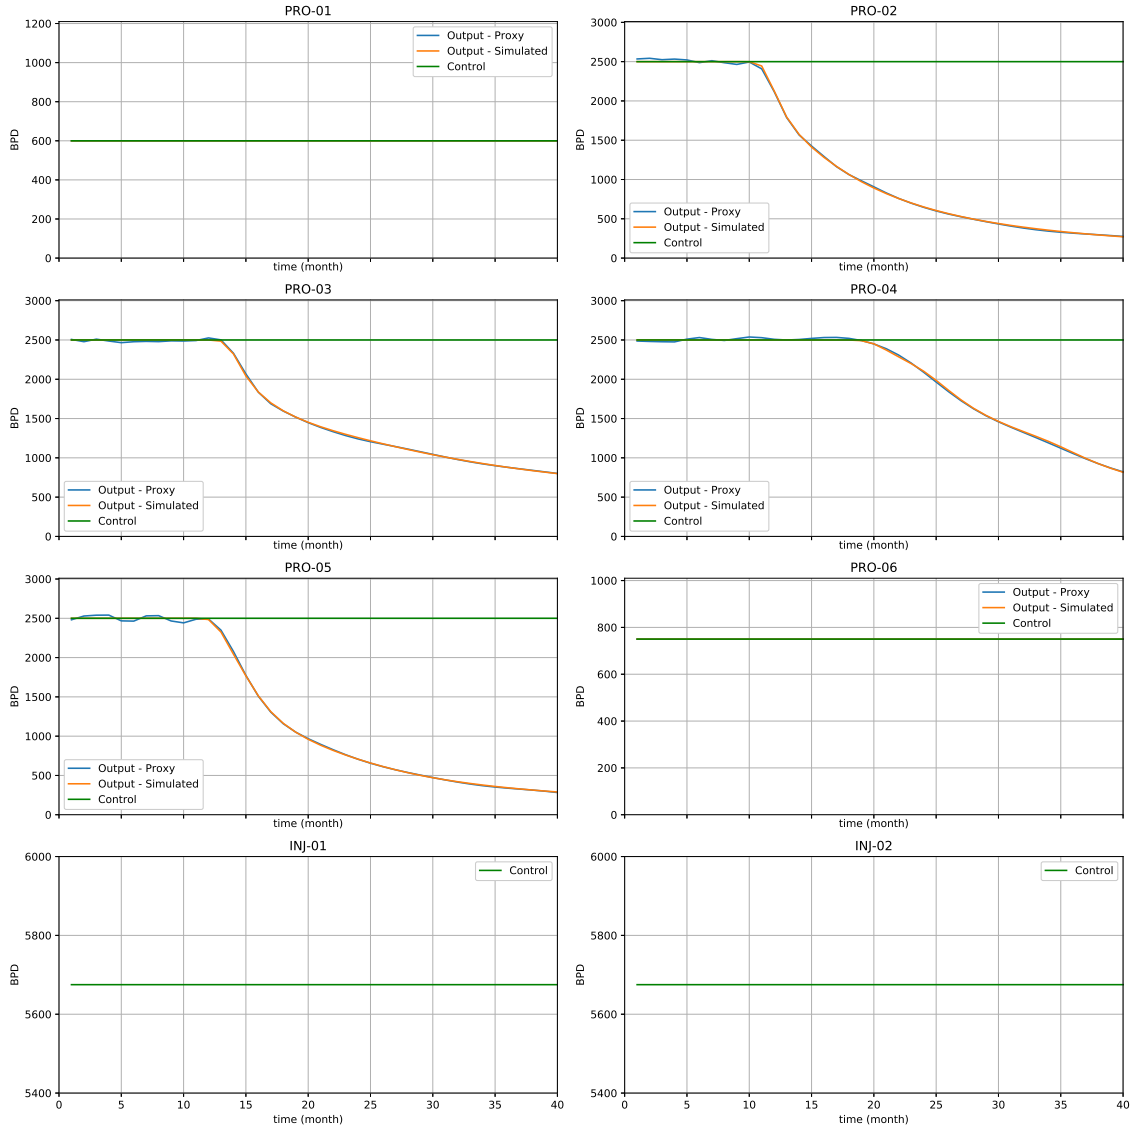 PRO-01
1200
1000
800
600
400
200
0
BPD
time (month)
Output - Proxy
Output - Simulated
Control
PRO-02
3000
2500
2000
1500
1000
500
0
BPD
time (month)
Output - Proxy
Output - Simulated
Control
PRO-03
3000
2500
2000
1500
1000
500
0
BPD
time (month)
Output - Proxy
Output - Simulated
Control
PRO-04
3000
2500
2000
1500
1000
500
0
BPD
time (month)
Output - Proxy
Output - Simulated
Control
PRO-05
3000
2500
2000
1500
1000
500
0
BPD
time (month)
Output - Proxy
Output - Simulated
Control
PRO-06
1000
800
600
400
200
0
BPD
time (month)
Output - Proxy
Output - Simulated
Control
INJ-01
6000
5800
5600
5400
BPD
0 5 10 15 20 25 30 35 40
time (month)
Control
INJ-02
6000
5800
5600
5400
BPD
0 5 10 15 20 25 30 35 40
time (month)
Control